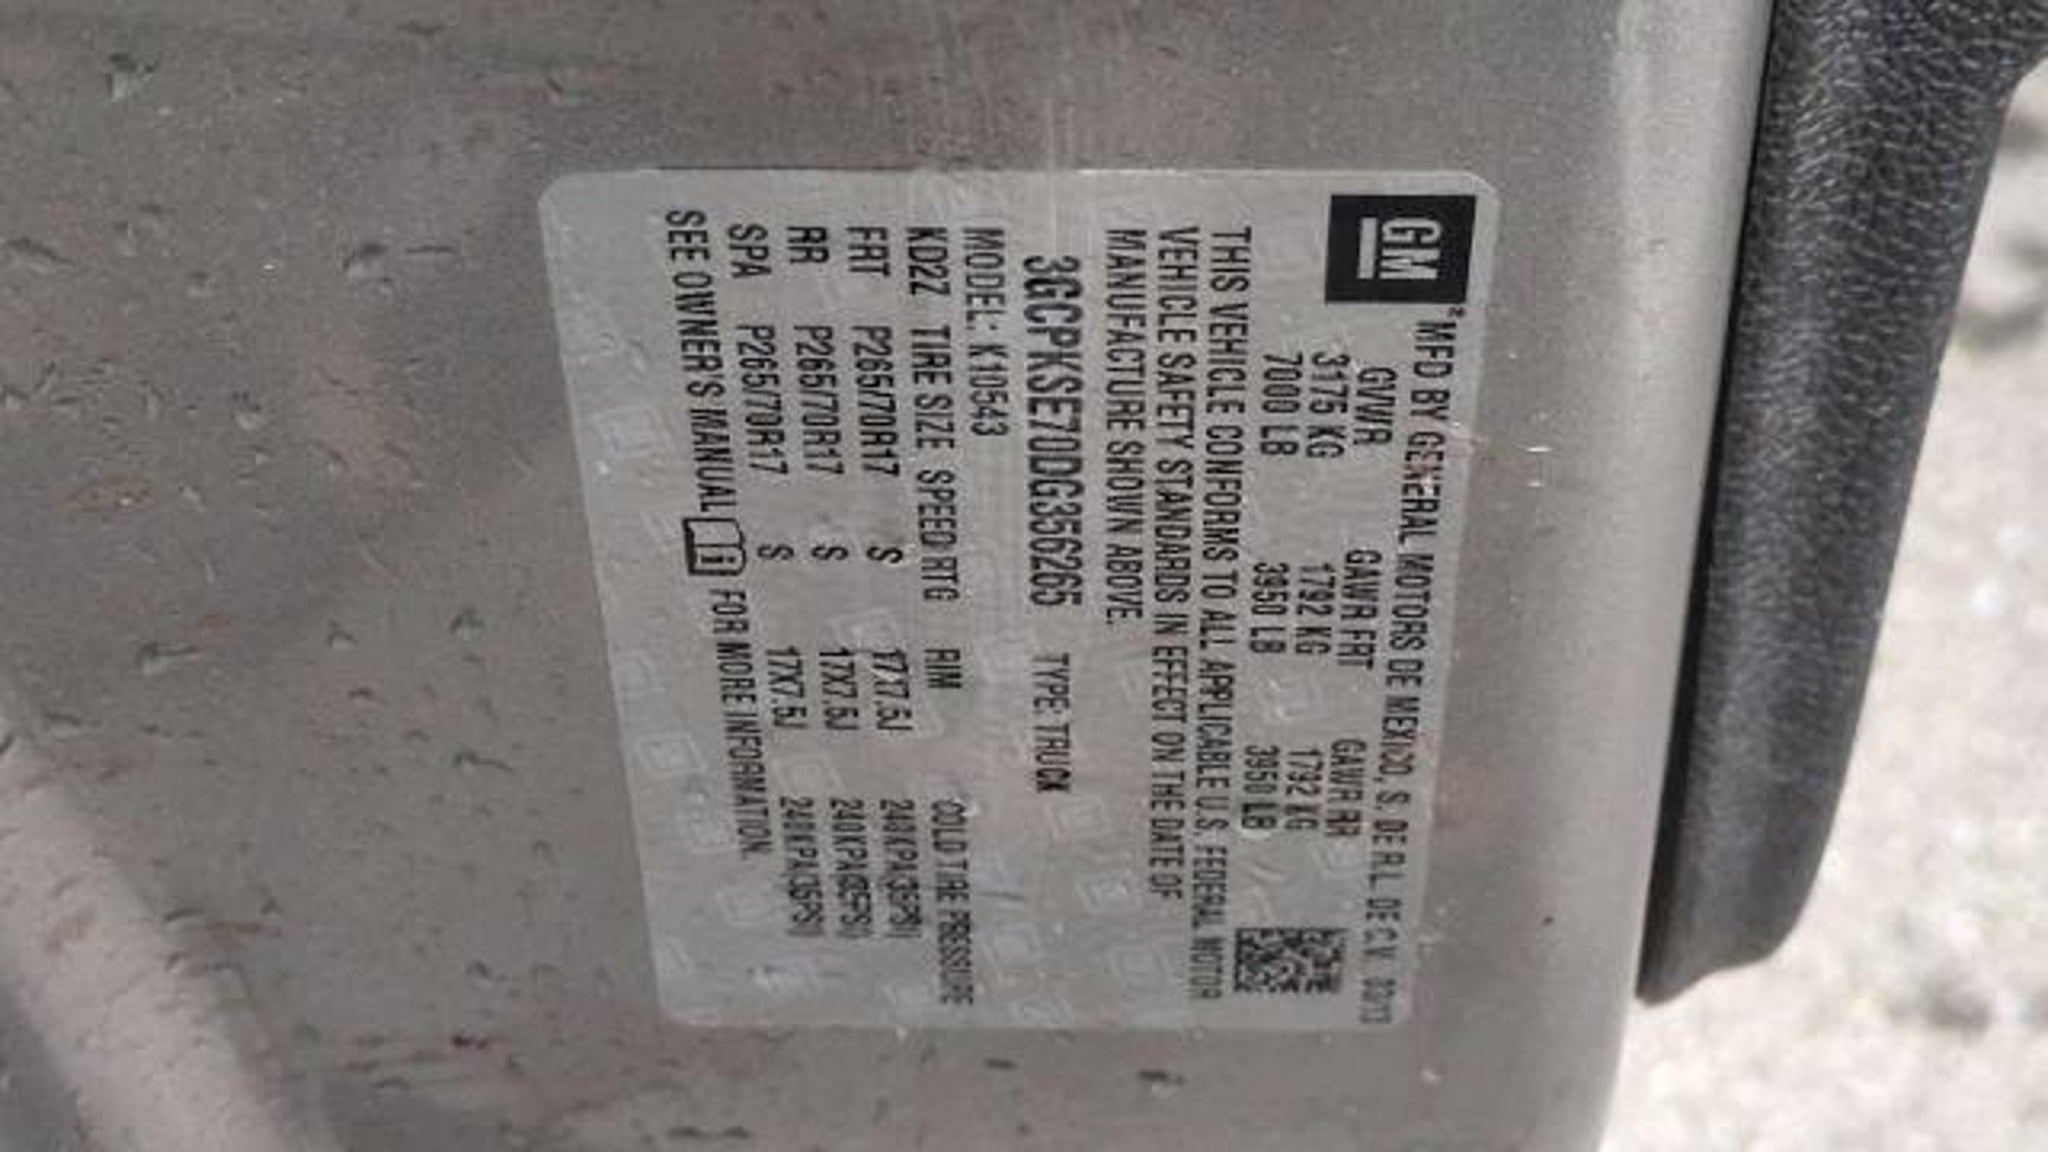 GM
MFD BY GENERAL MOTORS DE MEXICO, S. DE R.L. DE C.V.
GVWR GAWR FRT GAWR RR
3175 KG 1792 KG 1792 KG
7000 LB 3950 LB 3950 LB
THIS VEHICLE CONFORMS TO ALL APPLICABLE U.S. FEDERAL MOTOR
VEHICLE SAFETY STANDARDS IN EFFECT ON THE DATE OF
MANUFACTURE SHOWN ABOVE.
3GCPKSE70DG356265 TYPE: TRUCK
MODEL: K10543
KD2Z TIRE SIZE SPEED RTG RIM COLD TIRE PRESSURE
FRT P265/70R17 S 17X7.5J 240KPA(35PSI)
RR P265/70R17 S 17X7.5J 240KPA(35PSI)
SPA P265/70R17 S 17X7.5J 240KPA(35PSI)
SEE OWNER'S MANUAL FOR MORE INFORMATION.